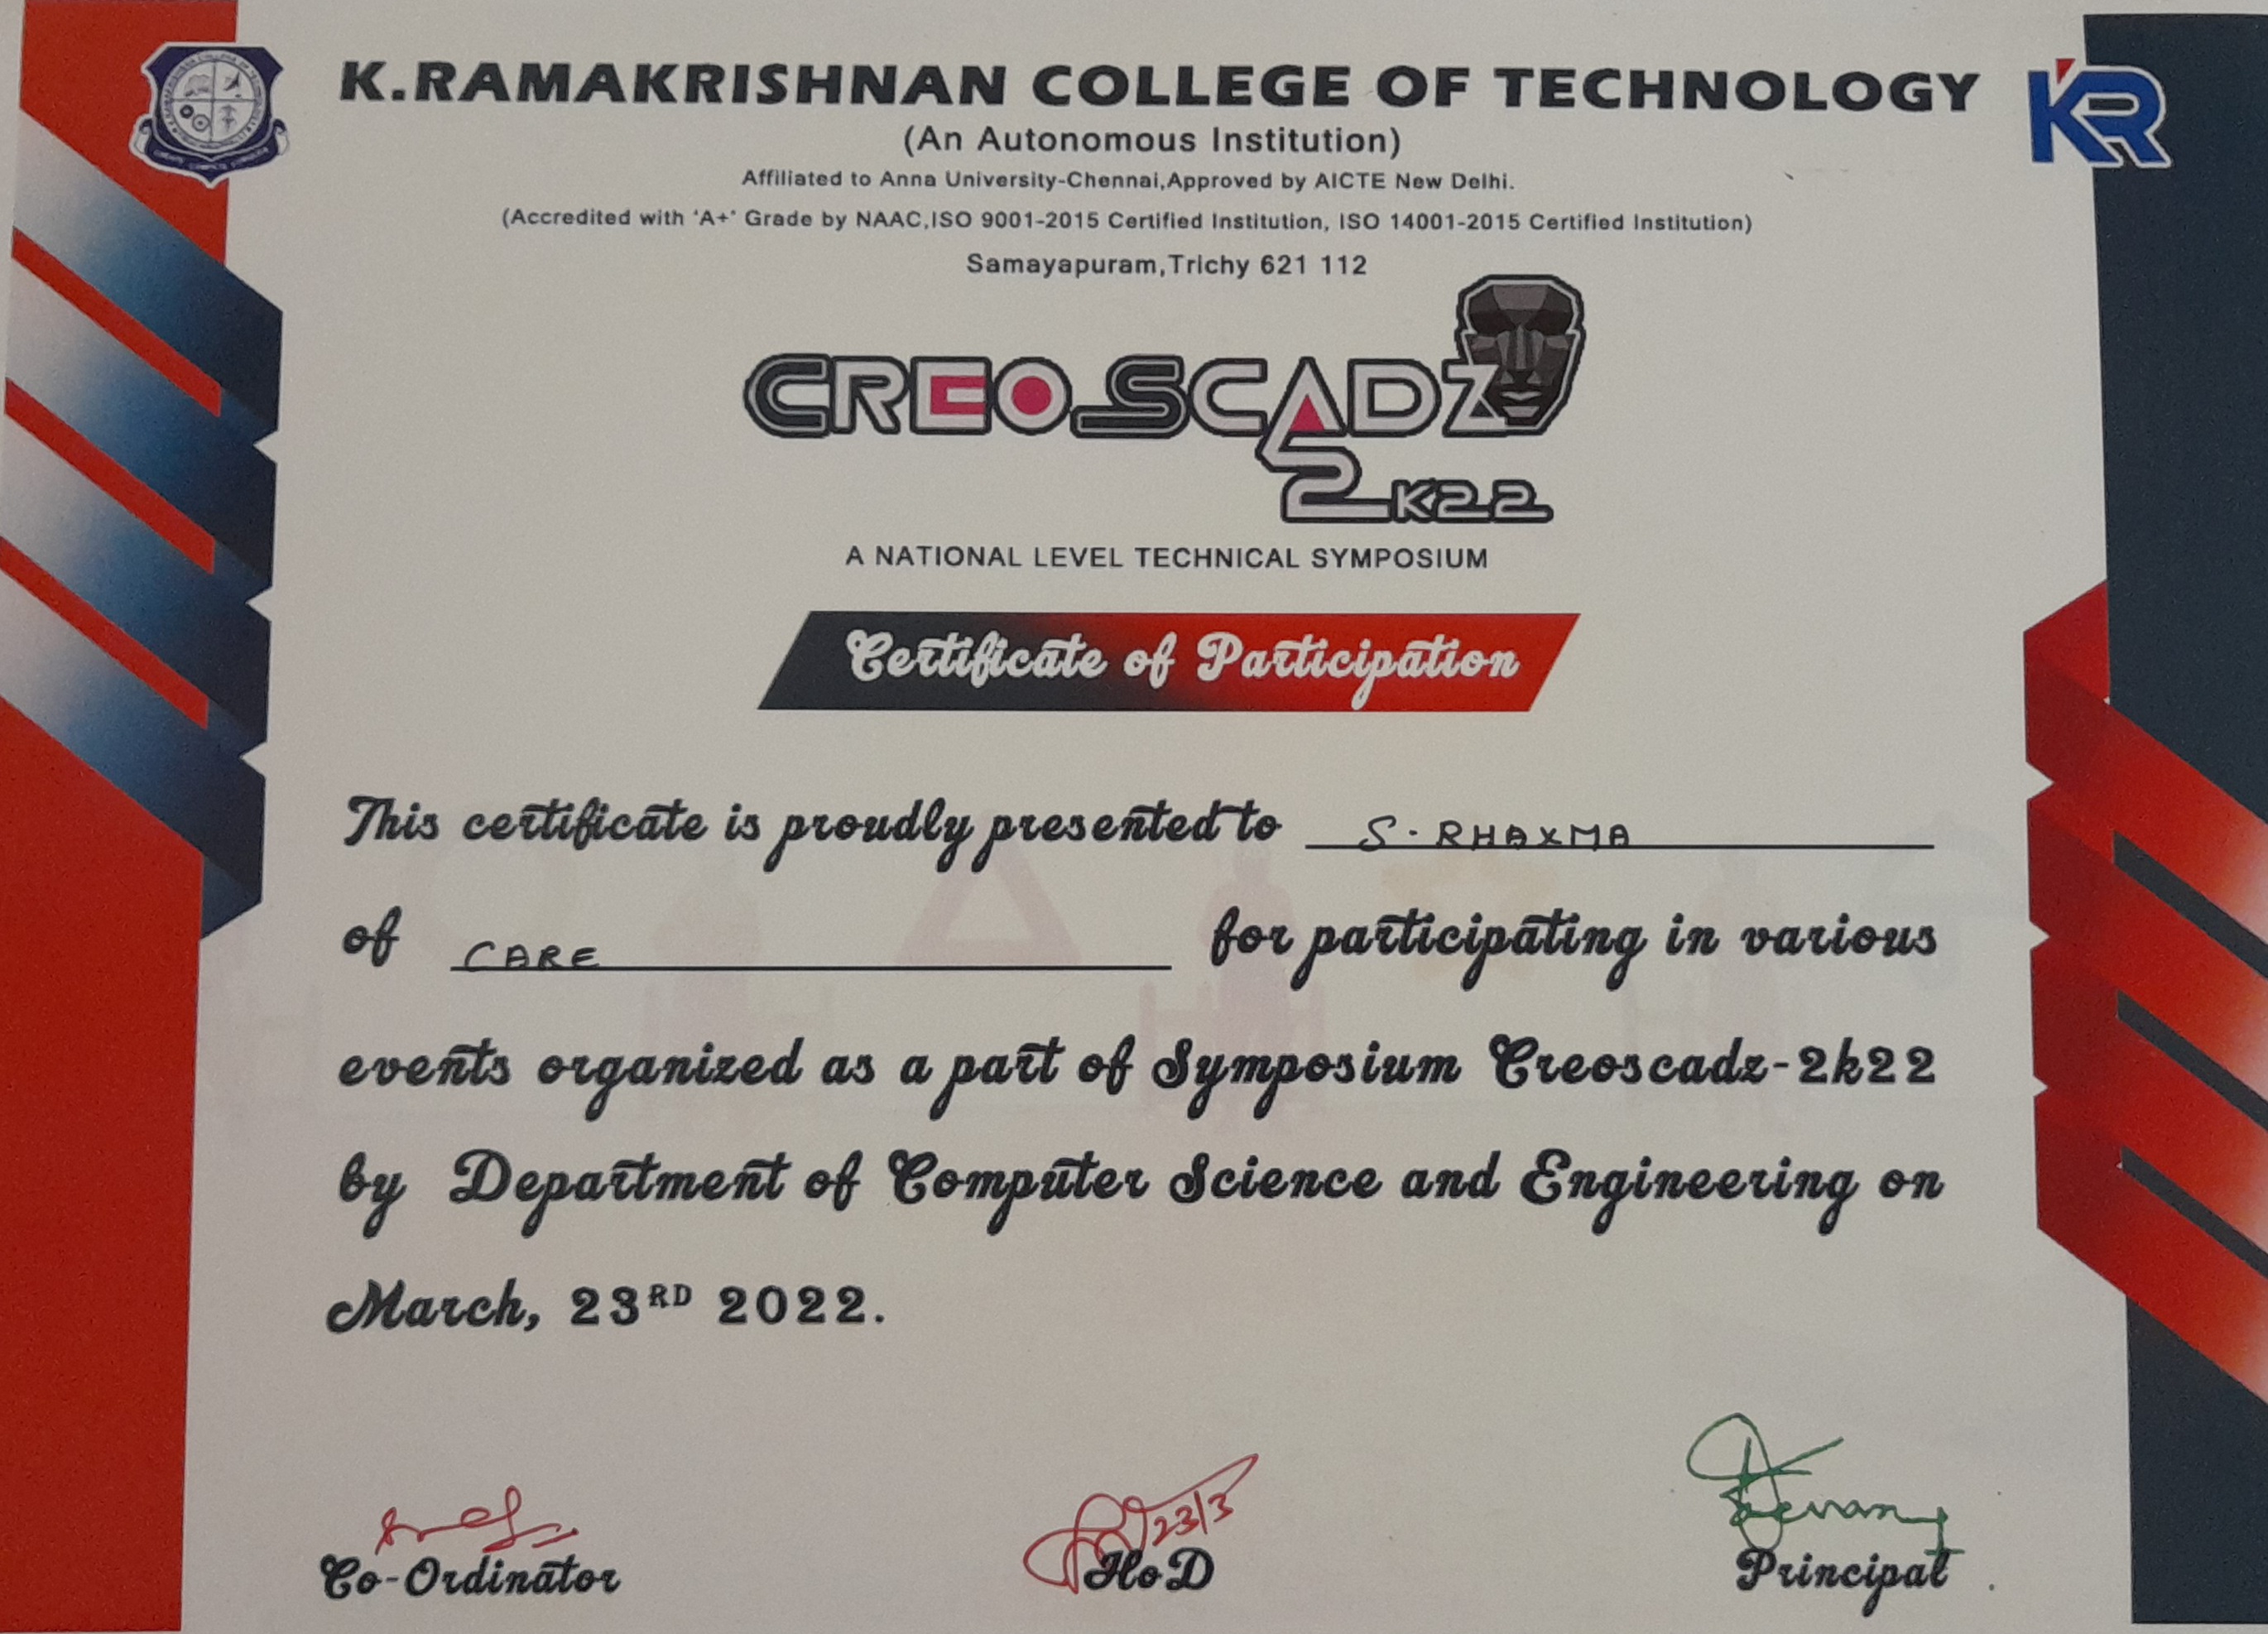 K.RAMAKRISHNAN COLLEGE OF TECHNOLOGY
KR
(An Autonomous Institution)
Affiliated to Anna University-Chennai,Approved by AICTE New Delhi.
(Accredited with 'A+' Grade by NAAC,ISO 9001-2015 Certified Institution, ISO 14001-2015 Certified Institution)
Samayapuram,Trichy 621 112
CREOSCADZ
2K22
A NATIONAL LEVEL TECHNICAL SYMPOSIUM
Certificate of Participation
This certificate is proudly presented to S. RHAXMA
of CARE for participating in various
events organized as a part of Symposium Creoscadz-2k22
by Department of Computer Science and Engineering on
March, 23RD 2022.
23/3
Co-Ordinator HoD Principal